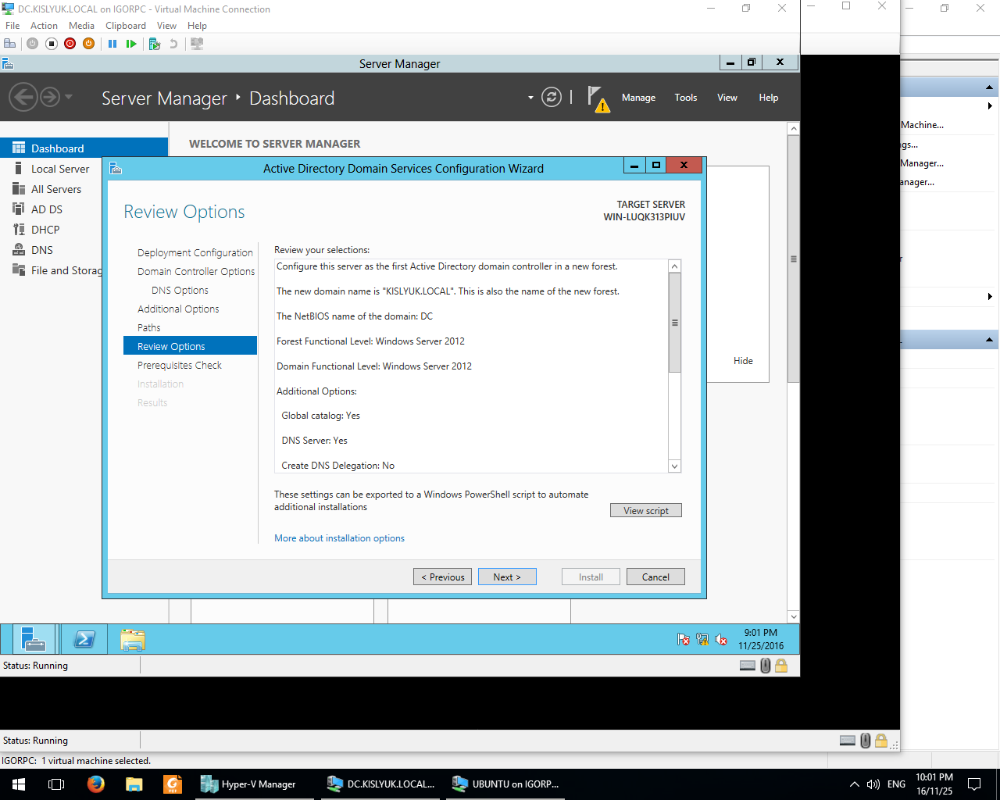 DC.KISLYUK.LOCAL on IGORPC - Virtual Machine Connection
File Action Media Clipboard View Help
Server Manager
Server Manager Dashboard
Manage Tools View Help
Dashboard
Local Server
All Servers
AD DS
DHCP
DNS
File and Storag
WELCOME TO SERVER MANAGER
Active Directory Domain Services Configuration Wizard
Review Options
TARGET SERVER
WIN-LUQK313PIUV
Deployment Configuration
Domain Controller Options
DNS Options
Additional Options
Paths
Review Options
Prerequisites Check
Installation
Results
Review your selections:
Configure this server as the first Active Directory domain controller in a new forest.
The new domain name is "KISLYUK.LOCAL". This is also the name of the new forest.
The NetBIOS name of the domain: DC
Forest Functional Level: Windows Server 2012
Domain Functional Level: Windows Server 2012
Additional Options:
Global catalog: Yes
DNS Server: Yes
Create DNS Delegation: No
These settings can be exported to a Windows PowerShell script to automate
additional installations
View script
More about installation options
< Previous Next > Install Cancel
Hide
Machine...
gs...
Manager...
anager...
r
9:01 PM
11/25/2016
Status: Running
Status: Running
IGORPC: 1 virtual machine selected.
Hyper-V Manager
DC.KISLYUK.LOCAL...
UBUNTU on IGORP...
ENG
10:01 PM
16/11/25